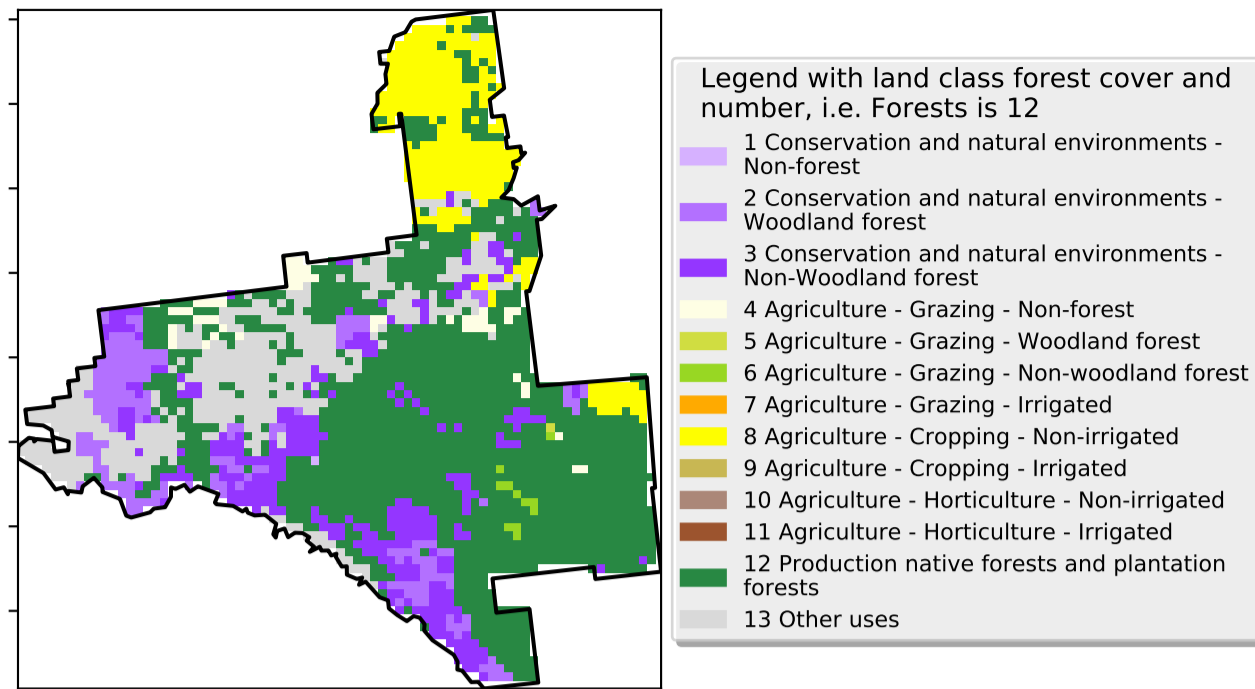 Legend with land class forest cover and
number, i.e. Forests is 12
1 Conservation and natural environments -
Non-forest
2 Conservation and natural environments -
Woodland forest
3 Conservation and natural environments -
Non-Woodland forest
4 Agriculture - Grazing - Non-forest
5 Agriculture - Grazing - Woodland forest
6 Agriculture - Grazing - Non-woodland forest
7 Agriculture - Grazing - Irrigated
8 Agriculture - Cropping - Non-irrigated
9 Agriculture - Cropping - Irrigated
10 Agriculture - Horticulture - Non-irrigated
11 Agriculture - Horticulture - Irrigated
12 Production native forests and plantation
forests
13 Other uses